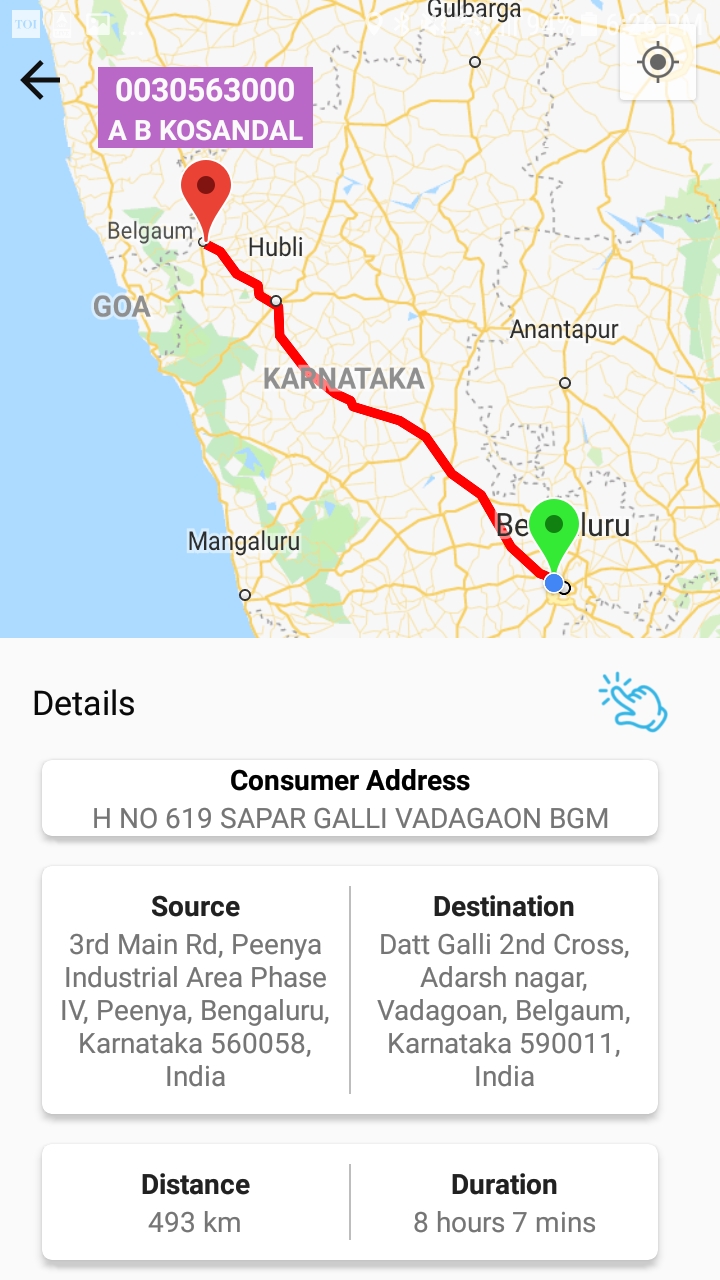 TOI
Gulbarga
0030563000
A B KOSANDAL
Belgaum
Hubli
GOA
Anantapur
KARNATAKA
Mangaluru
Details
Consumer Address
H NO 619 SAPAR GALLI VADAGAON BGM
Source
3rd Main Rd, Peenya
Industrial Area Phase
IV, Peenya, Bengaluru,
Karnataka 560058,
India
Destination
Datt Galli 2nd Cross,
Adarsh nagar,
Vadagoan, Belgaum,
Karnataka 590011,
India
Distance
493 km
Duration
8 hours 7 mins